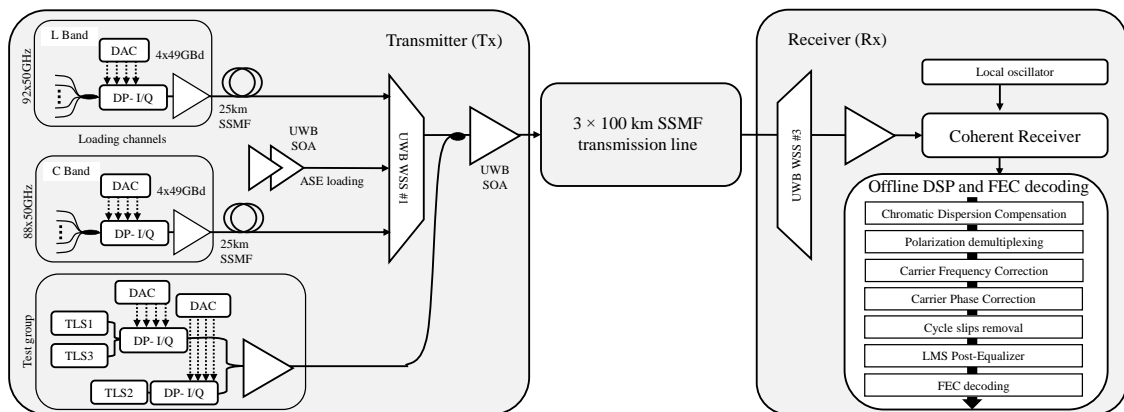 Transmitter (Tx)
92x50GHz
L Band
DAC
4x49GBd
DP- I/Q
25km
SSMF
Loading channels
UWB
SOA
ASE loading
88x50GHz
C Band
DAC
4x49GBd
DP- I/Q
25km
SSMF
UWB WSS #1
UWB
SOA
Test group
DAC
DAC
TLS1
DP- I/Q
TLS3
TLS2
DP- I/Q
3 × 100 km SSMF
transmission line
Receiver (Rx)
UWB WSS #3
Local oscillator
Coherent Receiver
Offline DSP and FEC decoding
Chromatic Dispersion Compensation
Polarization demultiplexing
Carrier Frequency Correction
Carrier Phase Correction
Cycle slips removal
LMS Post-Equalizer
FEC decoding